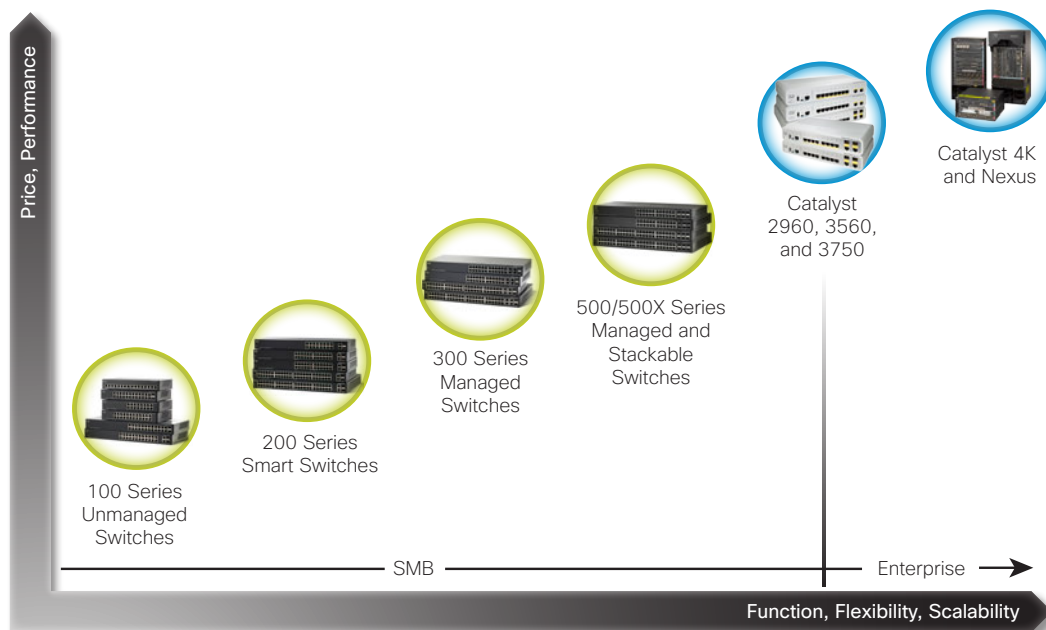 Price, Performance
Catalyst 4K
and Nexus
Catalyst
2960, 3560,
and 3750
500/500X Series
Managed and
Stackable
Switches
300 Series
Managed
Switches
200 Series
Smart Switches
100 Series
Unmanaged
Switches
SMB
Enterprise
Function, Flexibility, Scalability